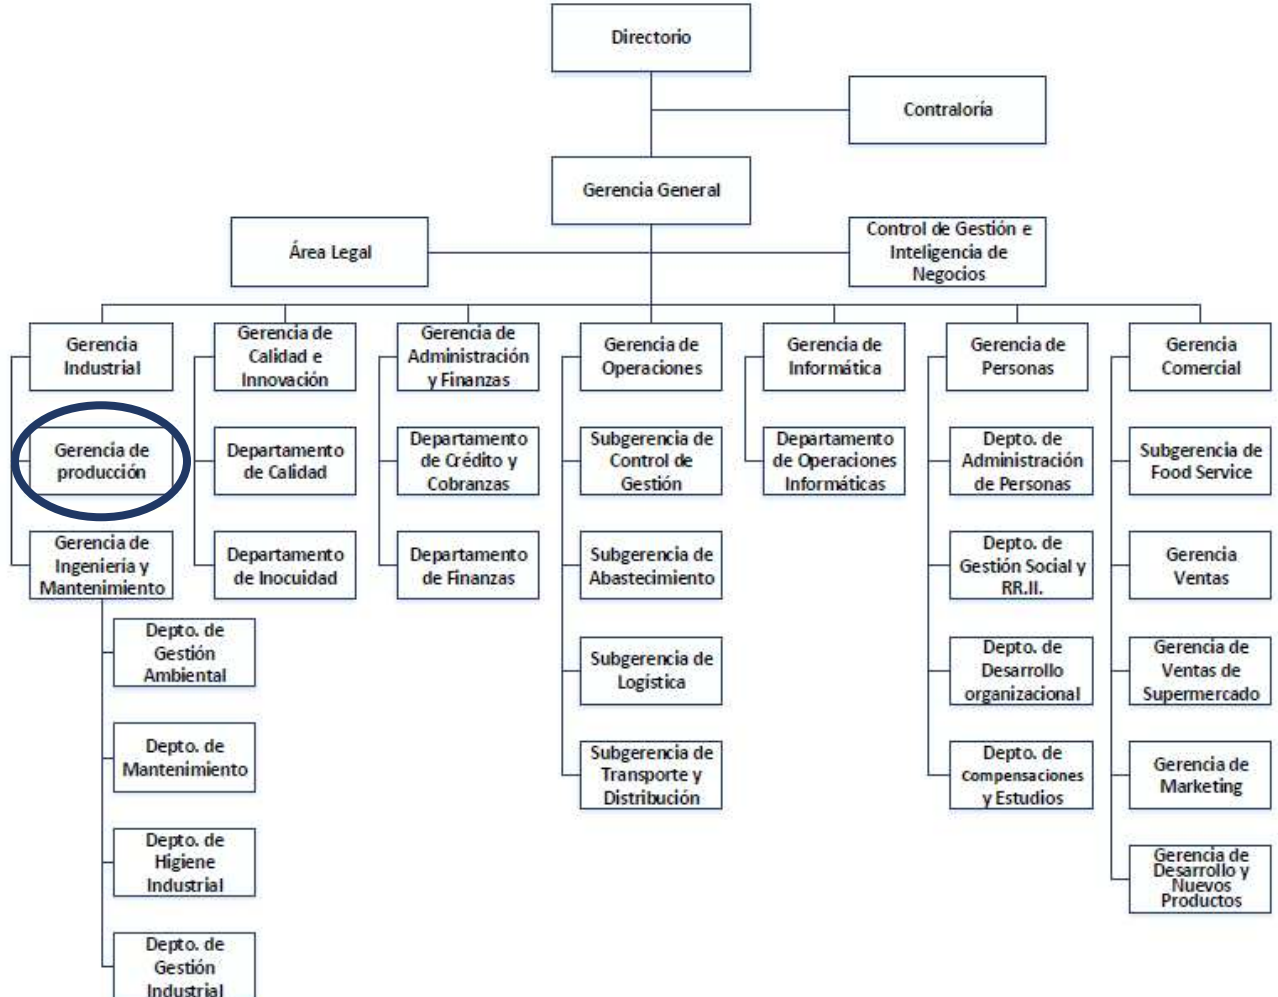 Directorio
Contraloría
Gerencia General
Área Legal
Control de Gestión e
Inteligencia de
Negocios
Gerencia
Industrial
Gerencia de
Calidad e
Innovación
Gerencia de
Administración
y Finanzas
Gerencia de
Operaciones
Gerencia de
Informática
Gerencia de
Personas
Gerencia
Comercial
Gerencia de
producción
Departamento
de Calidad
Departamento
de Crédito y
Cobranzas
Subgerencia de
Control de
Gestión
Departamento
de Operaciones
Informáticas
Depto. de
Administración
de Personas
Subgerencia de
Food Service
Gerencia de
Ingeniería y
Mantenimiento
Departamento
de Inocuidad
Departamento
de Finanzas
Subgerencia de
Abastecimiento
Depto. de
Gestión Social y
RR.II.
Gerencia
Ventas
Depto. de
Gestión
Ambiental
Subgerencia de
Logística
Depto. de
Desarrollo
organizacional
Gerencia de
Ventas de
Supermercado
Depto. de
Mantenimiento
Subgerencia de
Transporte y
Distribución
Depto. de
Compensaciones
y Estudios
Gerencia de
Marketing
Depto. de
Higiene
Industrial
Gerencia de
Desarrollo y
Nuevos
Productos
Depto. de
Gestión
Industrial